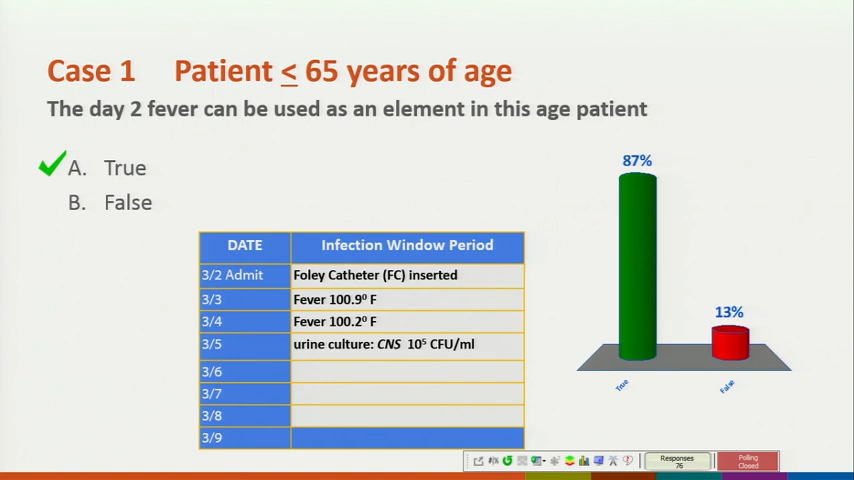 Case 1 Patient < 65 years of age
The day 2 fever can be used as an element in this age patient
A. True
B. False
87%
13%
True
False
DATE Infection Window Period
3/2 Admit Foley Catheter (FC) inserted
3/3 Fever 100.9⁰ F
3/4 Fever 100.2⁰ F
3/5 urine culture: CNS 10⁵ CFU/ml
3/6
3/7
3/8
3/9
Responses
76
Polling
Closed